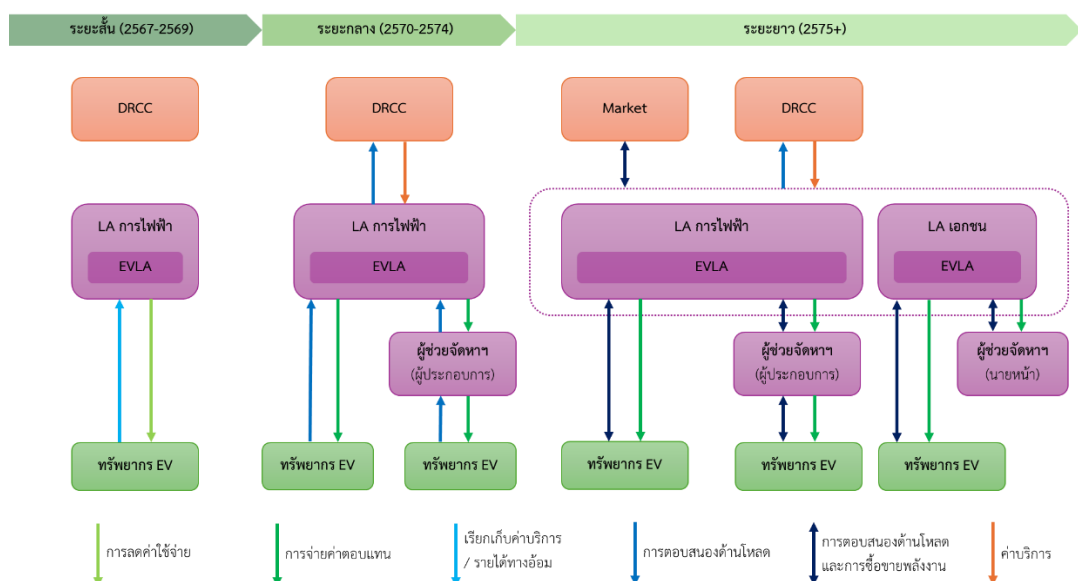 ระยะสั้น (2567-2569)
ระยะกลาง (2570-2574)
ระยะยาว (2575+)
DRCC
DRCC
Market
DRCC
LA การไฟฟ้า
EVLA
LA การไฟฟ้า
EVLA
LA การไฟฟ้า
EVLA
LA เอกชน
EVLA
ผู้ช่วยจัดหาฯ
(ผู้ประกอบการ)
ผู้ช่วยจัดหาฯ
(ผู้ประกอบการ)
ผู้ช่วยจัดหาฯ
(นายหน้า)
ทรัพยากร EV
ทรัพยากร EV
ทรัพยากร EV
ทรัพยากร EV
ทรัพยากร EV
ทรัพยากร EV
การลดค่าใช้จ่าย
การจ่ายค่าตอบแทน
เรียกเก็บค่าบริการ
/ รายได้ทางอ้อม
การตอบสนองด้านโหลด
การตอบสนองด้านโหลด
และการซื้อขายพลังงาน
ค่าบริการ